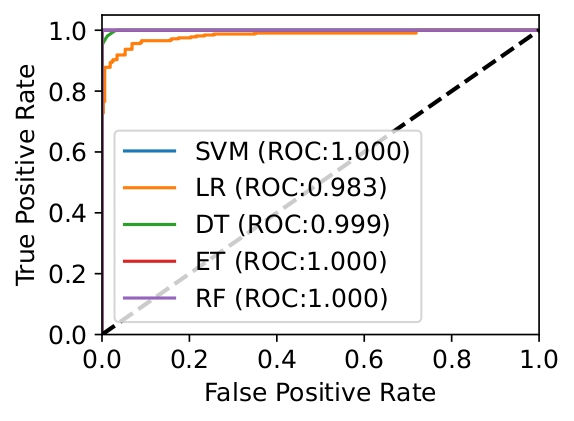 1.0
0.8
0.6
0.4
0.2
0.0
True Positive Rate
SVM (ROC:1.000)
LR (ROC:0.983)
DT (ROC:0.999)
ET (ROC:1.000)
RF (ROC:1.000)
0.0 0.2 0.4 0.6 0.8 1.0
False Positive Rate